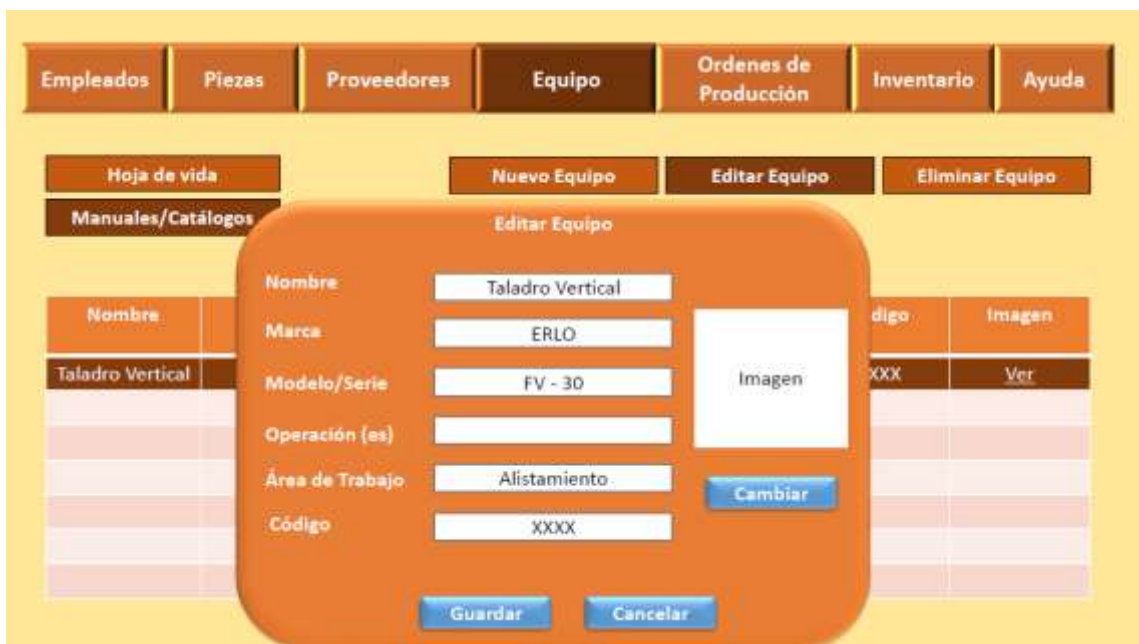 Empleados
Piezas
Proveedores
Equipo
Ordenes de
Producción
Inventario
Ayuda
Hoja de vida
Nuevo Equipo
Editar Equipo
Eliminar Equipo
Manuales/Catálogos
Editar Equipo
Nombre
Taladro Vertical
Marca
ERLO
Modelo/Serie
FV - 30
Imagen
Operación (es)
Área de Trabajo
Alistamiento
Cambiar
Código
XXXX
Guardar
Cancelar
Nombre
digo
Imagen
Taladro Vertical
XXX
Ver